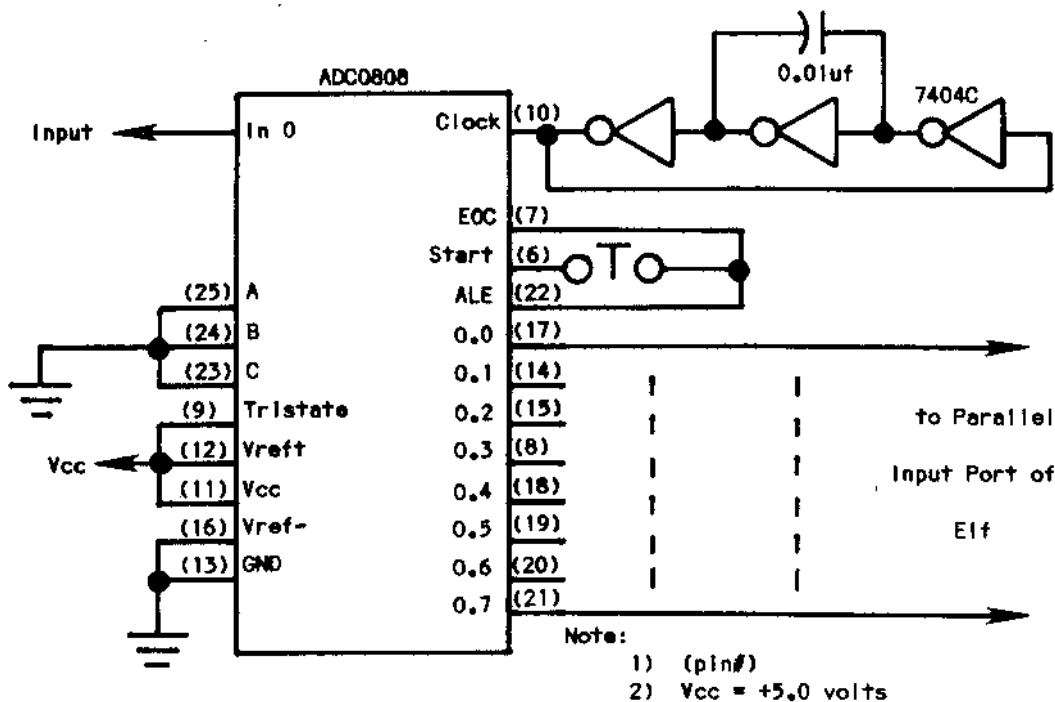 0.01uf
ADC0808
7404C
Input
In 0
Clock
(10)
EOC
(7)
Start
(6)
ALE
(22)
(25)
A
(24)
B
(23)
C
(9)
Tristate
(12)
Vreft
Vcc
(11)
Vcc
(16)
Vref-
(13)
GND
0.0
(17)
0.1
(14)
0.2
(15)
0.3
(8)
0.4
(18)
0.5
(19)
0.6
(20)
0.7
(21)
to Parallel
Input Port of
Elf
Note:
1) (pin#)
2) Vcc = +5.0 volts